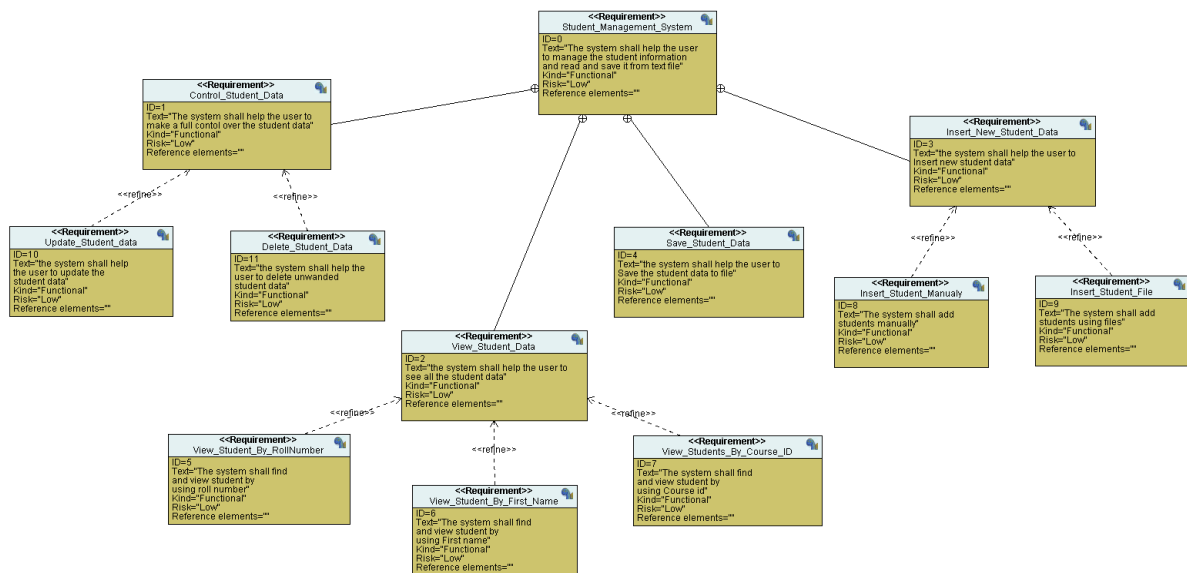 <<Requirement>>
Student_Management_System
ID=0
Text="The system shall help the user
to manage the student information
and read and save it from text file"
Kind="Functional"
Risk="Low"
Reference elements=""
<<Requirement>>
Control_Student_Data
ID=1
Text="The system shall help the user to
make a full contol over the student data"
Kind="Functional"
Risk="Low"
Reference elements=""
<<Requirement>>
Insert_New_Student_Data
ID=3
Text="the system shall help the user to
Insert new student data"
Kind="Functional"
Risk="Low"
Reference elements=""
<<refine>>
<<refine>>
<<refine>>
<<refine>>
<<Requirement>>
Update_Student_data
ID=10
Text="the system shall help
the user to update the
student data"
Kind="Functional"
Risk="Low"
Reference elements=""
<<Requirement>>
Delete_Student_Data
ID=11
Text="the system shall help the
user to delete unwanded
student data"
Kind="Functional"
Risk="Low"
Reference elements=""
<<Requirement>>
Save_Student_Data
ID=4
Text="the system shall help the user to
Save the student data to file"
Kind="Functional"
Risk="Low"
Reference elements=""
<<Requirement>>
Insert_Student_Manualy
ID=8
Text="The system shall add
students manually"
Kind="Functional"
Risk="Low"
Reference elements=""
<<Requirement>>
Insert_Student_File
ID=9
Text="The system shall add
students using files"
Kind="Functional"
Risk="Low"
Reference elements=""
<<Requirement>>
View_Student_Data
ID=2
Text="the system shall help the user to
see all the student data"
Kind="Functional"
Risk="Low"
Reference elements=""
<<refine>>
<<refine>>
<<refine>>
<<Requirement>>
View_Student_By_RollNumber
ID=5
Text="The system shall find
and view student by
using roll number"
Kind="Functional"
Risk="Low"
Reference elements=""
<<Requirement>>
View_Student_By_First_Name
ID=6
Text="The system shall find
and view student by
using First name"
Kind="Functional"
Risk="Low"
Reference elements=""
<<Requirement>>
View_Students_By_Course_ID
ID=7
Text="The system shall find
and view student by
using Course id"
Kind="Functional"
Risk="Low"
Reference elements=""